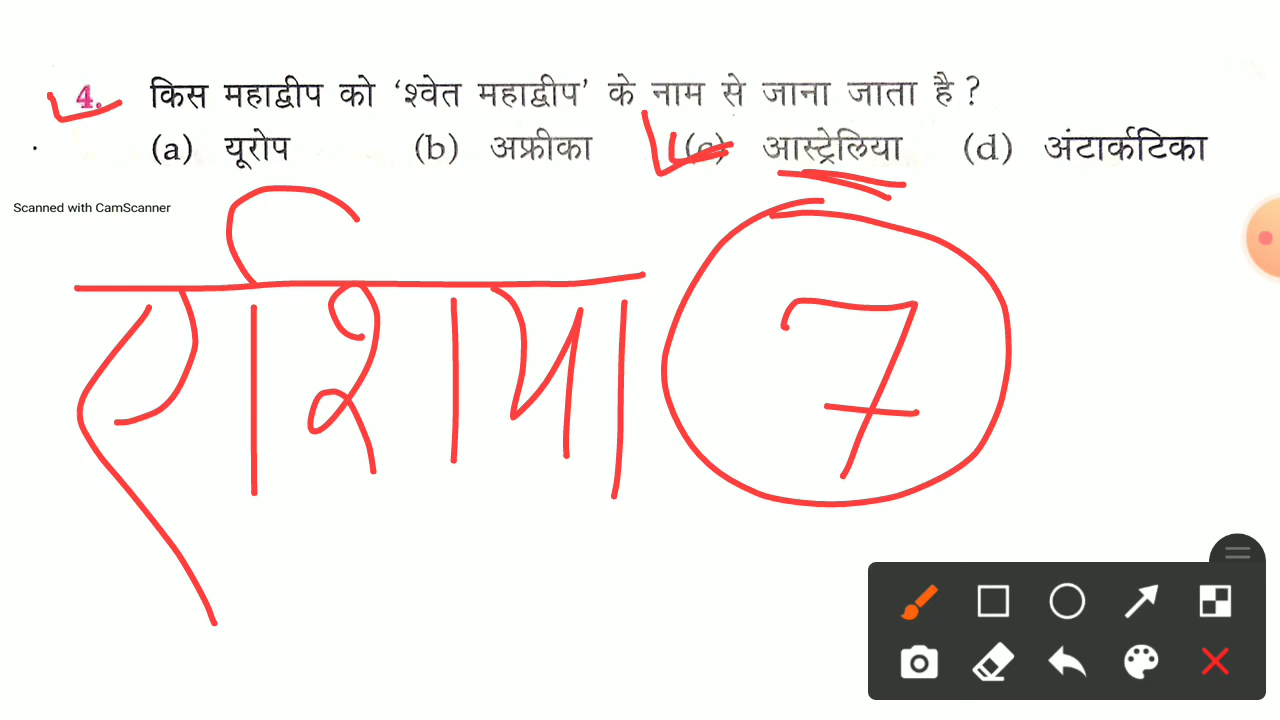 4. किस महाद्वीप को ‘श्वेत महाद्वीप’ के नाम से जाना जाता है ?
(a) यूरोप (b) अफ्रीका (c) आस्ट्रेलिया (d) अंटार्कटिका
Scanned with CamScanner
एशिया 7